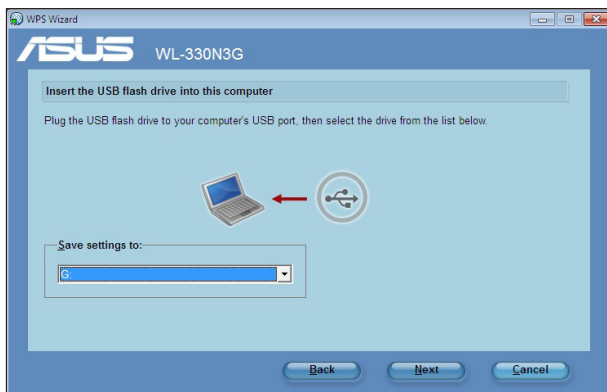 WPS Wizard
ASUS WL-330N3G
Insert the USB flash drive into this computer
Plug the USB flash drive to your computer's USB port, then select the drive from the list below.
Save settings to:
G:
Back Next Cancel